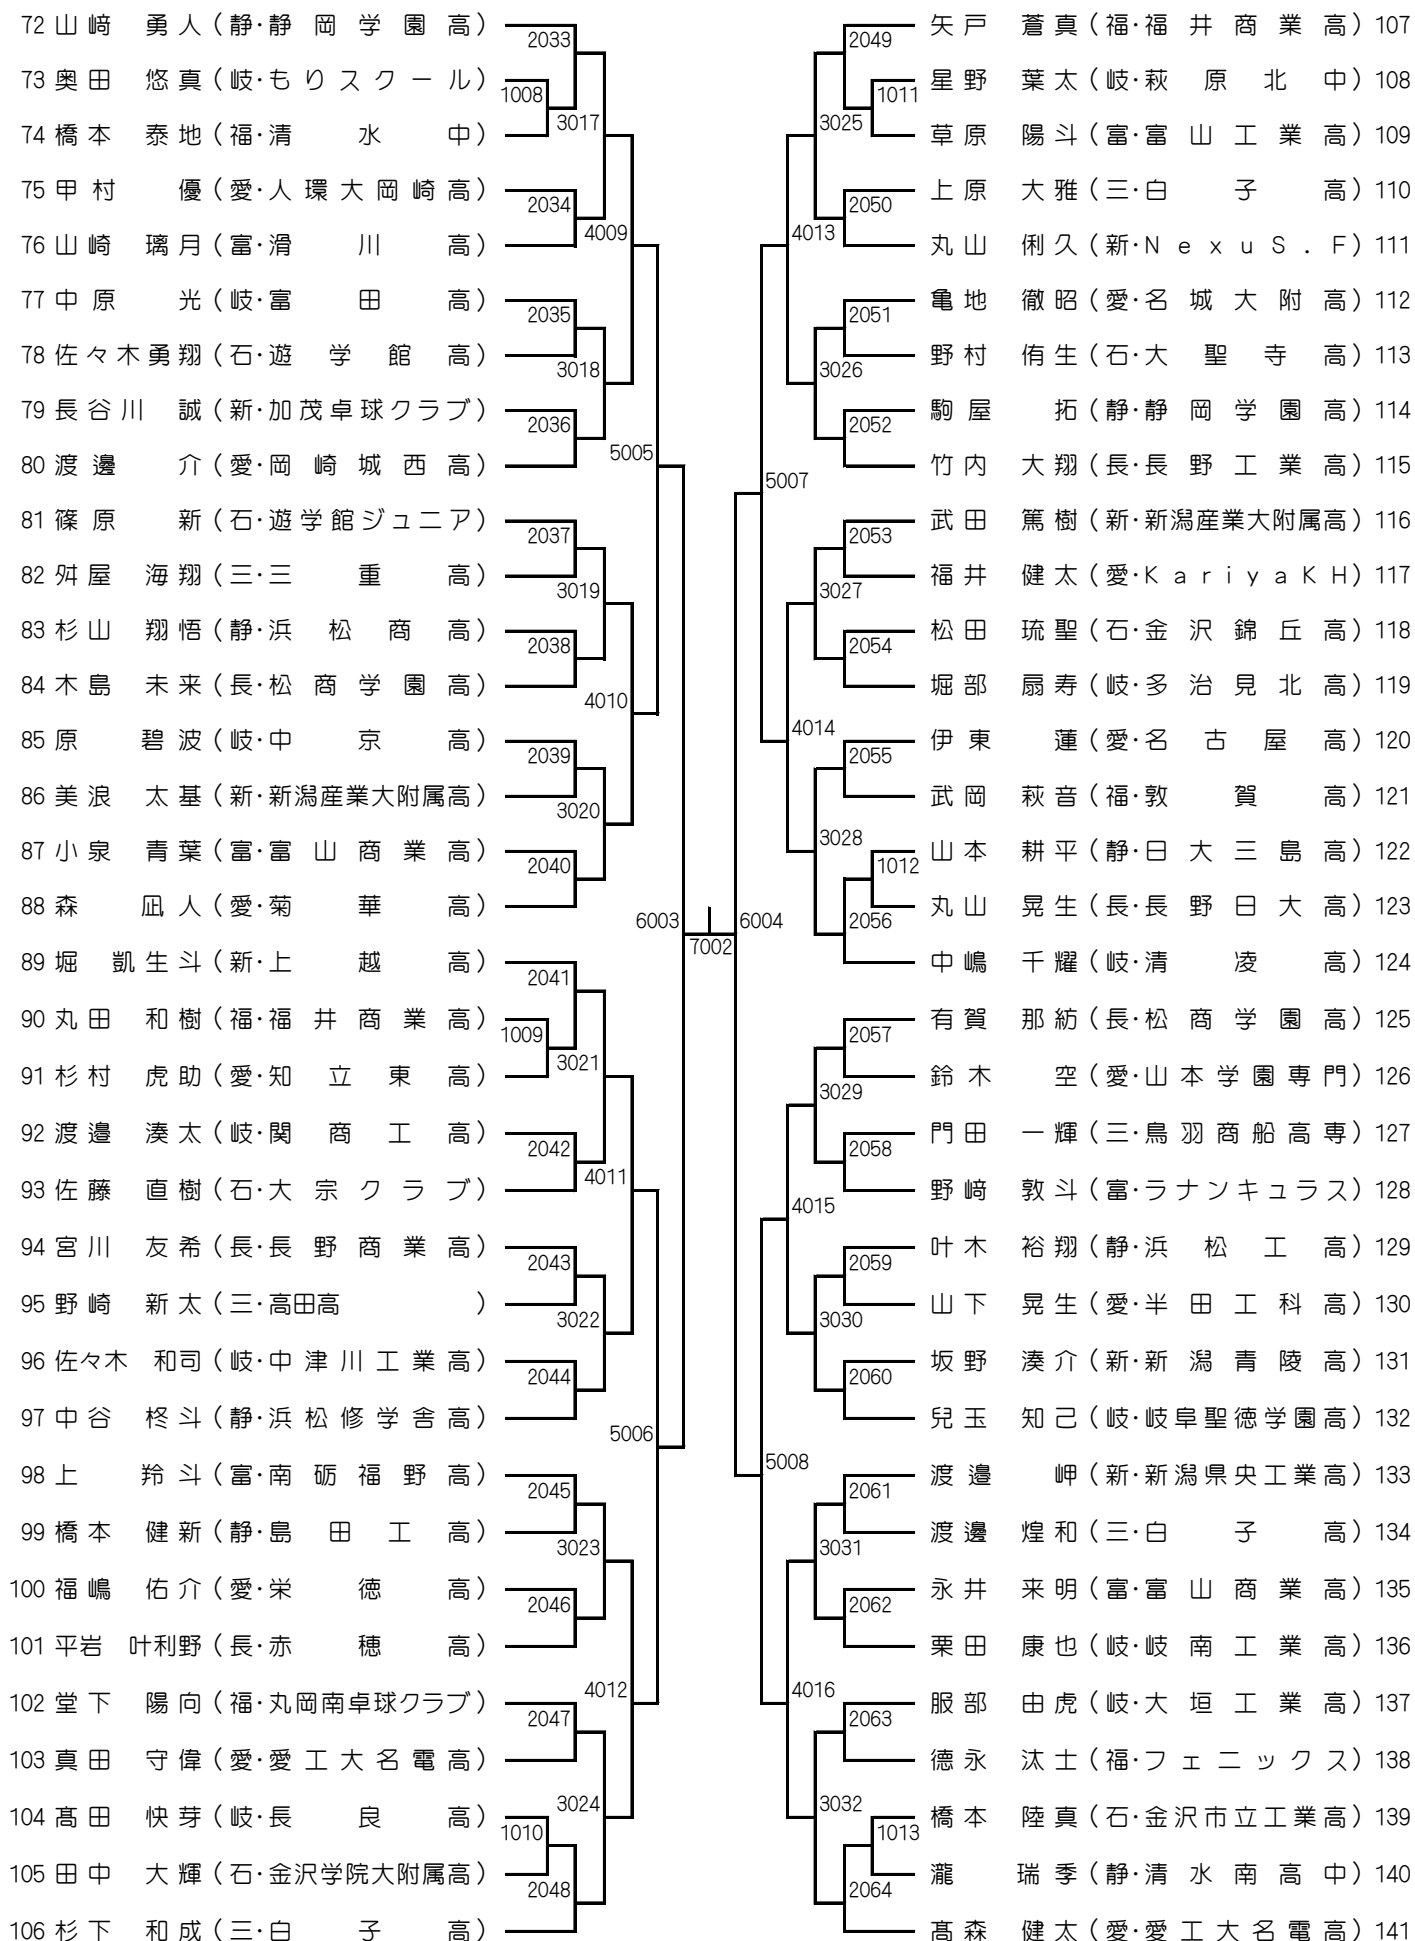 72 山﨑 勇人 (静・静岡学園高)
2033
73 奥田 悠真 (岐・もりスクール)
1008
3017
74 橋本 泰地 (福・清水中)
75 甲村 優 (愛・人環大岡崎高)
2034
4009
76 山崎 璃月 (富・滑川高)
77 中原 光 (岐・富田高)
2035
78 佐々木勇翔 (石・遊学館高)
3018
79 長谷川 誠 (新・加茂卓球クラブ)
2036
5005
80 渡邊 介 (愛・岡崎城西高)
81 篠原 新 (石・遊学館ジュニア)
2037
82 舛屋 海翔 (三・三重高)
3019
83 杉山 翔悟 (静・浜松商高)
2038
84 木島 未来 (長・松商学園高)
4010
85 原 碧波 (岐・中京高)
2039
86 美浪 太基 (新・新潟産業大附属高)
3020
87 小泉 青葉 (富・富山商業高)
2040
88 森 凪人 (愛・菊華高)
6003
7002
89 堀 凱生斗 (新・上越高)
2041
90 丸田 和樹 (福・福井商業高)
1009
3021
91 杉村 虎助 (愛・知立東高)
92 渡邉 湊太 (岐・関商工高)
2042
4011
93 佐藤 直樹 (石・大宗クラブ)
94 宮川 友希 (長・長野商業高)
2043
95 野崎 新太 (三・高田高)
3022
96 佐々木 和司 (岐・中津川工業高)
2044
97 中谷 柊斗 (静・浜松修学舎高)
5006
98 上 羚斗 (富・南砺福野高)
2045
99 橋本 健新 (静・島田工高)
3023
100 福嶋 佑介 (愛・栄徳高)
2046
101 平岩 叶利野 (長・赤穂高)
4012
102 堂下 陽向 (福・丸岡南卓球クラブ)
2047
103 真田 守偉 (愛・愛工大名電高)
3024
104 髙田 快芽 (岐・長良高)
1010
105 田中 大輝 (石・金沢学院大附属高)
2048
106 杉下 和成 (三・白子高)
矢戸 蒼真 (福・福井商業高) 107
2049
星野 葉太 (岐・萩原北中) 108
1011
3025
草原 陽斗 (富・富山工業高) 109
上原 大雅 (三・白子高) 110
2050
4013
丸山 俐久 (新・NexuS.F) 111
亀地 徹昭 (愛・名城大附高) 112
2051
野村 侑生 (石・大聖寺高) 113
3026
駒屋 拓 (静・静岡学園高) 114
2052
竹内 大翔 (長・長野工業高) 115
5007
武田 篤樹 (新・新潟産業大附属高) 116
2053
福井 健太 (愛・KariyaKH) 117
3027
松田 琉聖 (石・金沢錦丘高) 118
2054
堀部 扇寿 (岐・多治見北高) 119
4014
伊東 蓮 (愛・名古屋高) 120
2055
武岡 萩音 (福・敦賀高) 121
3028
山本 耕平 (静・日大三島高) 122
1012
丸山 晃生 (長・長野日大高) 123
6004
2056
中嶋 千耀 (岐・清凌高) 124
有賀 那紡 (長・松商学園高) 125
2057
鈴木 空 (愛・山本学園専門) 126
3029
門田 一輝 (三・鳥羽商船高専) 127
2058
野﨑 敦斗 (富・ラナンキュラス) 128
4015
叶木 裕翔 (静・浜松工高) 129
2059
山下 晃生 (愛・半田工科高) 130
3030
坂野 湊介 (新・新潟青陵高) 131
2060
兒玉 知己 (岐・岐阜聖徳学園高) 132
5008
渡邉 岬 (新・新潟県央工業高) 133
2061
渡邉 煌和 (三・白子高) 134
3031
永井 来明 (富・富山商業高) 135
2062
栗田 康也 (岐・岐南工業高) 136
4016
服部 由虎 (岐・大垣工業高) 137
2063
徳永 汰士 (福・フェニックス) 138
3032
橋本 陸真 (石・金沢市立工業高) 139
1013
瀧 瑞季 (静・清水南高中) 140
2064
髙森 健太 (愛・愛工大名電高) 141